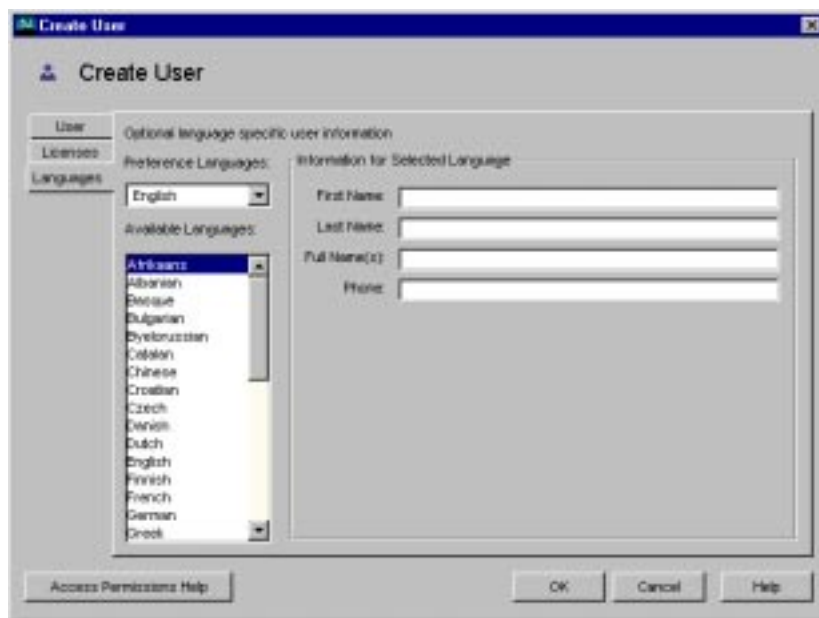 Create User
Create User
User
Licenses
Languages
Optional language specific user information
Preference Languages:
English
Available Languages:
Afrikaans
Albanian
Basque
Bulgarian
Byelorussian
Catalan
Chinese
Croatian
Czech
Danish
Dutch
English
Finnish
French
German
Greek
Information for Selected Language
First Name:
Last Name:
Full Name(s):
Phone:
Access Permissions Help
OK
Cancel
Help